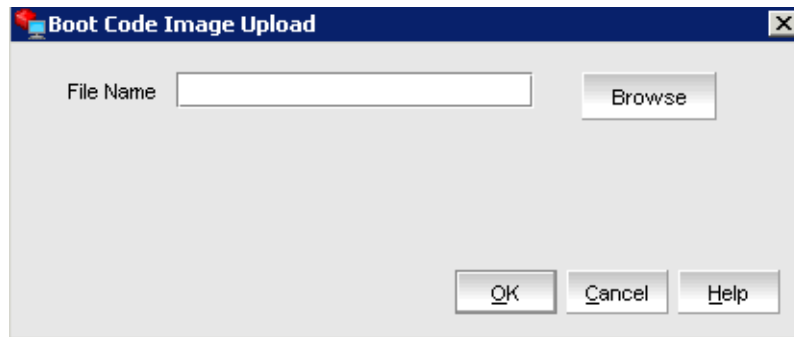 Boot Code Image Upload
File Name
Browse
OK
Cancel
Help